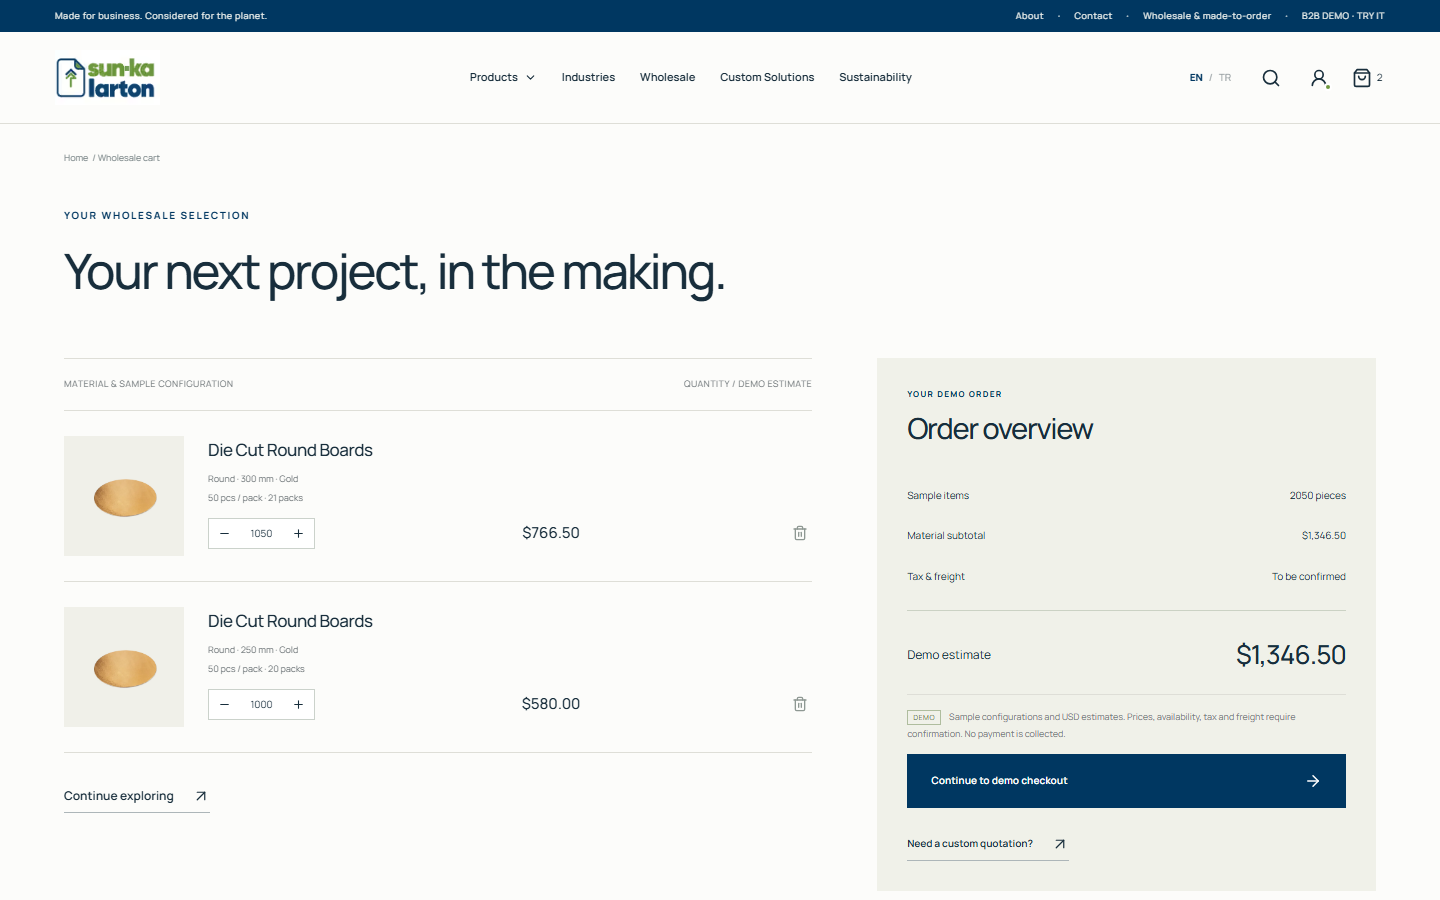 Made for business. Considered for the planet.
About · Contact · Wholesale & made-to-order · B2B DEMO · TRY IT
sun-ka
larton
Products Industries Wholesale Custom Solutions Sustainability
EN / TR
2
Home / Wholesale cart
YOUR WHOLESALE SELECTION
Your next project, in the making.
MATERIAL & SAMPLE CONFIGURATION
QUANTITY / DEMO ESTIMATE
Die Cut Round Boards
Round · 300 mm · Gold
50 pcs / pack · 21 packs
− 1050 +
$766.50
Die Cut Round Boards
Round · 250 mm · Gold
50 pcs / pack · 20 packs
− 1000 +
$580.00
Continue exploring
YOUR DEMO ORDER
Order overview
Sample items 2050 pieces
Material subtotal $1,346.50
Tax & freight To be confirmed
Demo estimate $1,346.50
DEMO Sample configurations and USD estimates. Prices, availability, tax and freight require
confirmation. No payment is collected.
Continue to demo checkout
Need a custom quotation?